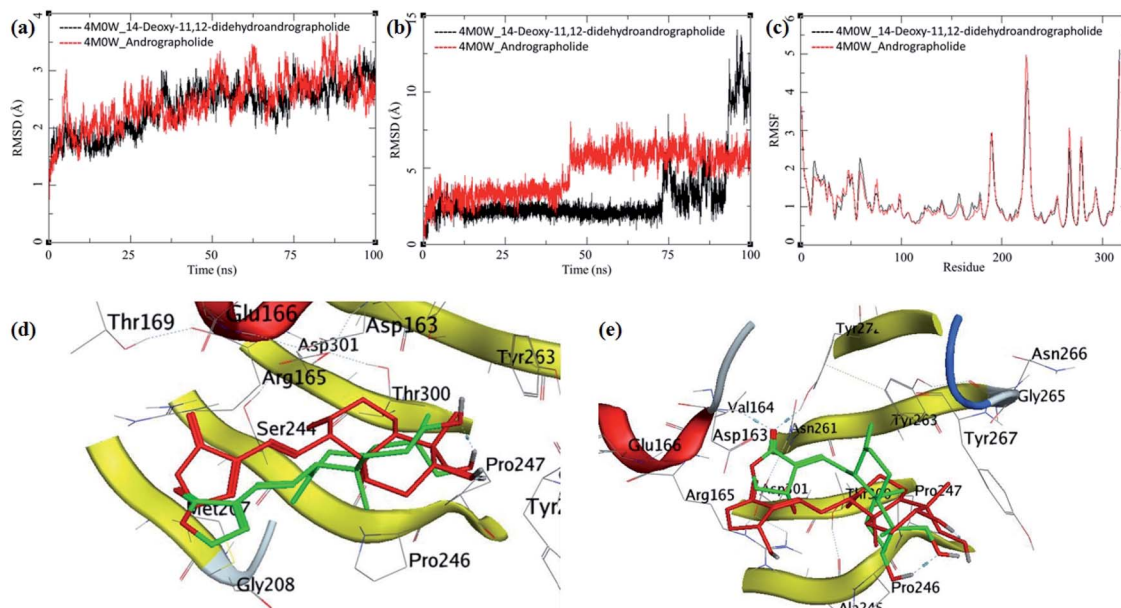 (a)
4M0W_14-Deoxy-11,12-didehydroandrographolide
4M0W_Andrographolide
RMSD (Å)
4
3
2
1
0
0 25 50 75 100
Time (ns)
(b)
4M0W_14-Deoxy-11,12-didehydroandrographolide
4M0W_Andrographolide
RMSD (Å)
15
10
5
0
0 25 50 75 100
Time (ns)
(c)
4M0W_14-Deoxy-11,12-didehydroandrographolide
4M0W_Andrographolide
RMSF
6
5
4
3
2
1
0
0 100 200 300
Residue
(d)
Thr169
Glu166
Asp163
Asp301
Tyr263
Arg165
Thr300
Ser244
Pro247
Met207
Pro246
Gly208
(e)
Asn266
Gly265
Val164
Asn261
Tyr263
Glu166
Asp163
Tyr267
Arg165
Thr300
Pro247
Pro246